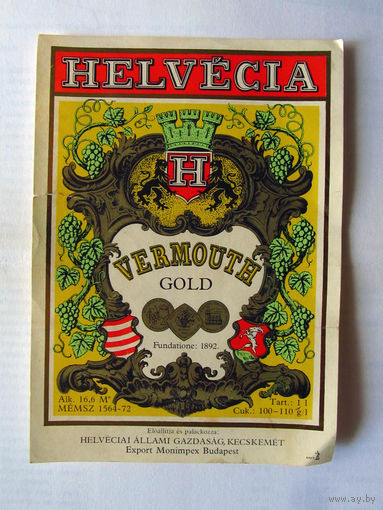 HELVÉCIA
H
VERMOUTH
GOLD
Fundatione: 1892.
Alk. 16,6 M°
MÉMSZ 1564-72
Tart.: 1 l
Cuk.: 100-110 g/l
Előállítja és palackozza:
HELVÉCIAI ÁLLAMI GAZDASÁG, KECSKEMÉT
Export Monimpex Budapest
www.ay.by